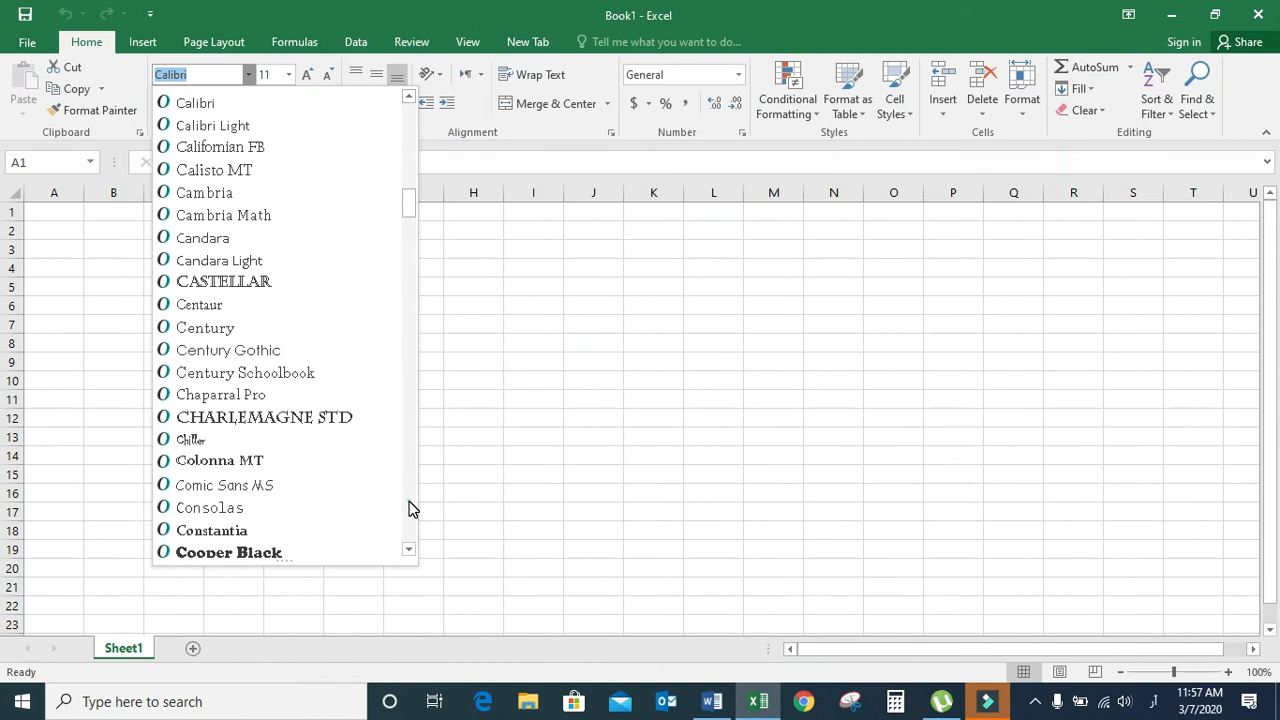 Book1 - Excel
File Home Insert Page Layout Formulas Data Review View New Tab Tell me what you want to do... Sign in Share
Calibri 11
Cut
Copy
Format Painter
Paste
Clipboard
Wrap Text
Merge & Center
Alignment
General
$ % ,
Number
Conditional Formatting
Format as Table
Cell Styles
Styles
Insert Delete Format
Cells
AutoSum
Fill
Clear
Sort & Filter
Find & Select
Editing
A1
A B H I J K L M N O P Q R S T U
1
2
3
4
5
6
7
8
9
10
11
12
13
14
15
16
17
18
19
20
21
22
23
Calibri
Calibri Light
Californian FB
Calisto MT
Cambria
Cambria Math
Candara
Candara Light
CASTELLAR
Centaur
Century
Century Gothic
Century Schoolbook
Chaparral Pro
CHARLEMAGNE STD
Chiller
Colonna MT
Comic Sans MS
Consolas
Constantia
Cooper Black
Sheet1
Ready
100%
Type here to search
11:57 AM
3/7/2020